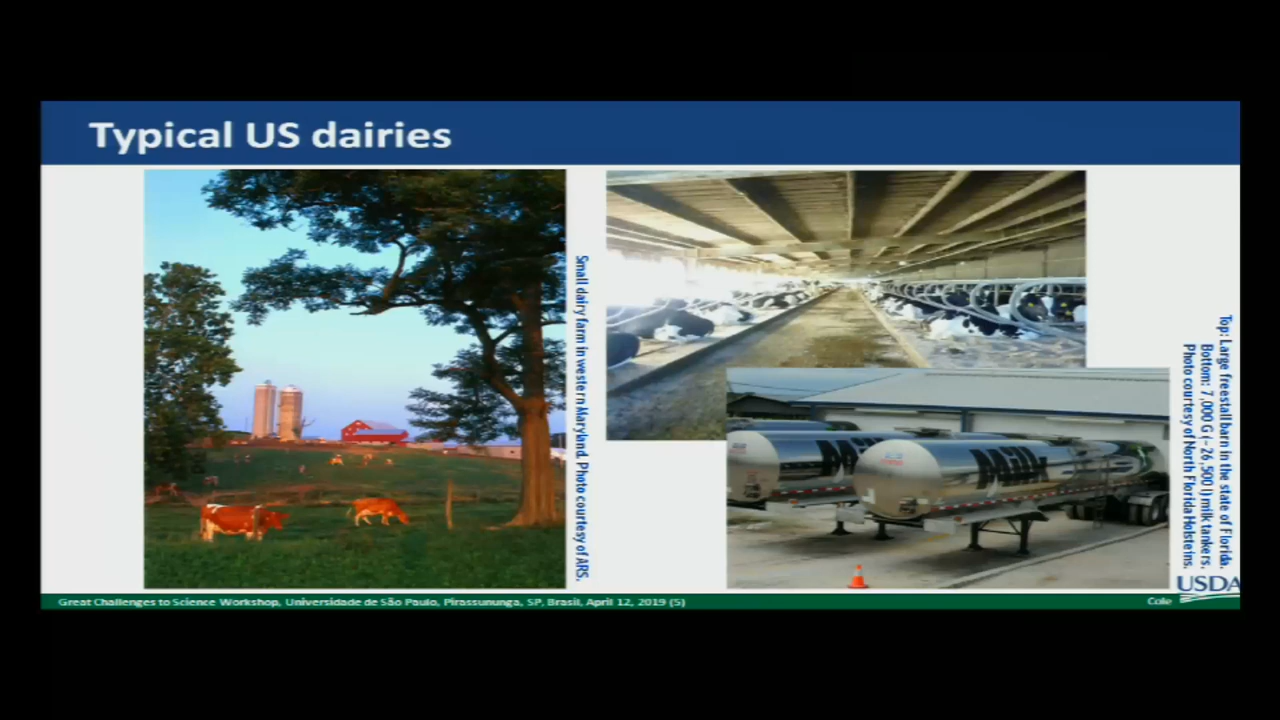 Typical US dairies
Small dairy farm in western Maryland. Photo courtesy of ARS.
Milk
Top: Large freestall barn in the state of Florida.
Bottom: 7,000 G (~26,500 l) milk tankers.
Photo courtesy of North Florida Holsteins.
USDA
Great Challenges to Science Workshop, Universidade de São Paulo, Pirassununga, SP, Brasil, April 12, 2019 (5)
Cole